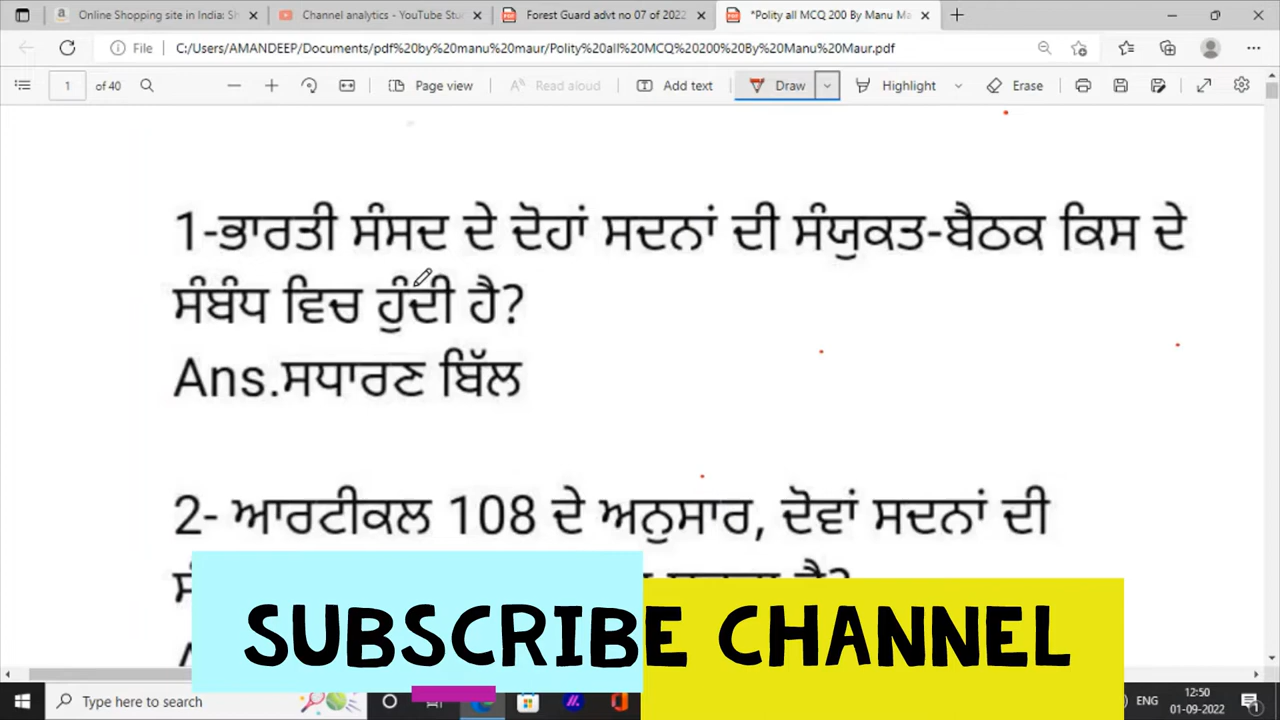 Online Shopping site in India: Sh
Channel analytics - YouTube Stu
Forest Guard advt no 07 of 2022
*Polity all MCQ 200 By Manu Ma
File
C:/Users/AMANDEEP/Documents/pdf%20by%20manu%20maur/Polity%20all%20MCQ%20200%20By%20Manu%20Maur.pdf
1 of 40
Page view
Read aloud
Add text
Draw
Highlight
Erase
1-ਭਾਰਤੀ ਸੰਸਦ ਦੇ ਦੋਹਾਂ ਸਦਨਾਂ ਦੀ ਸੰਯੁਕਤ-ਬੈਠਕ ਕਿਸ ਦੇ
ਸੰਬੰਧ ਵਿਚ ਹੁੰਦੀ ਹੈ?
Ans.ਸਧਾਰਣ ਬਿੱਲ
2- ਆਰਟੀਕਲ 108 ਦੇ ਅਨੁਸਾਰ, ਦੋਵਾਂ ਸਦਨਾਂ ਦੀ
ਹੈ?
SUBSCRIBE CHANNEL
Type here to search
ENG
12:50
01-09-2022